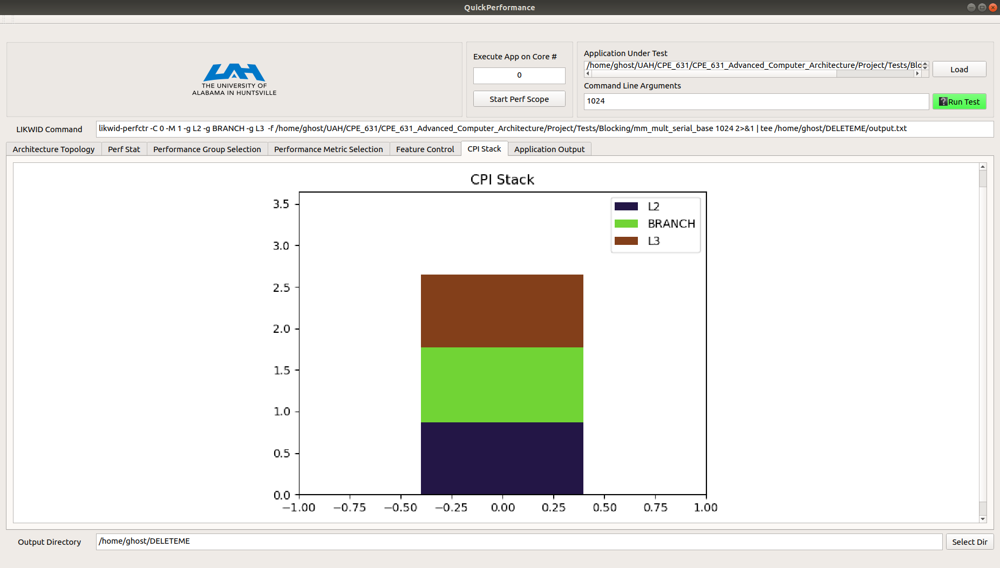 QuickPerformance
THE UNIVERSITY OF
ALABAMA IN HUNTSVILLE
Execute App on Core #
0
Start Perf Scope
Application Under Test
/home/ghost/UAH/CPE_631/CPE_631_Advanced_Computer_Architecture/Project/Tests/Blo
Load
Command Line Arguments
1024
Run Test
LIKWID Command
likwid-perfctr -C 0 -M 1 -g L2 -g BRANCH -g L3  -f /home/ghost/UAH/CPE_631/CPE_631_Advanced_Computer_Architecture/Project/Tests/Blocking/mm_mult_serial_base 1024 2>&1 | tee /home/ghost/DELETEME/output.txt
Architecture Topology
Perf Stat
Performance Group Selection
Performance Metric Selection
Feature Control
CPI Stack
Application Output
CPI Stack
3.5
3.0
2.5
2.0
1.5
1.0
0.5
0.0
L2
BRANCH
L3
−1.00 −0.75 −0.50 −0.25 0.00 0.25 0.50 0.75 1.00
Output Directory
/home/ghost/DELETEME
Select Dir